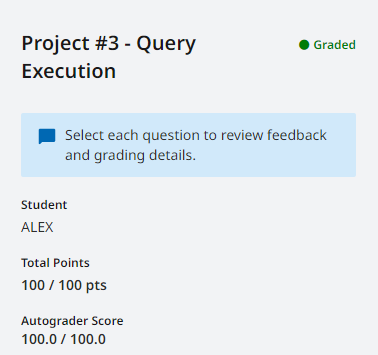 Project #3 - Query
Execution
Graded
Select each question to review feedback
and grading details.
Student
ALEX
Total Points
100 / 100 pts
Autograder Score
100.0 / 100.0